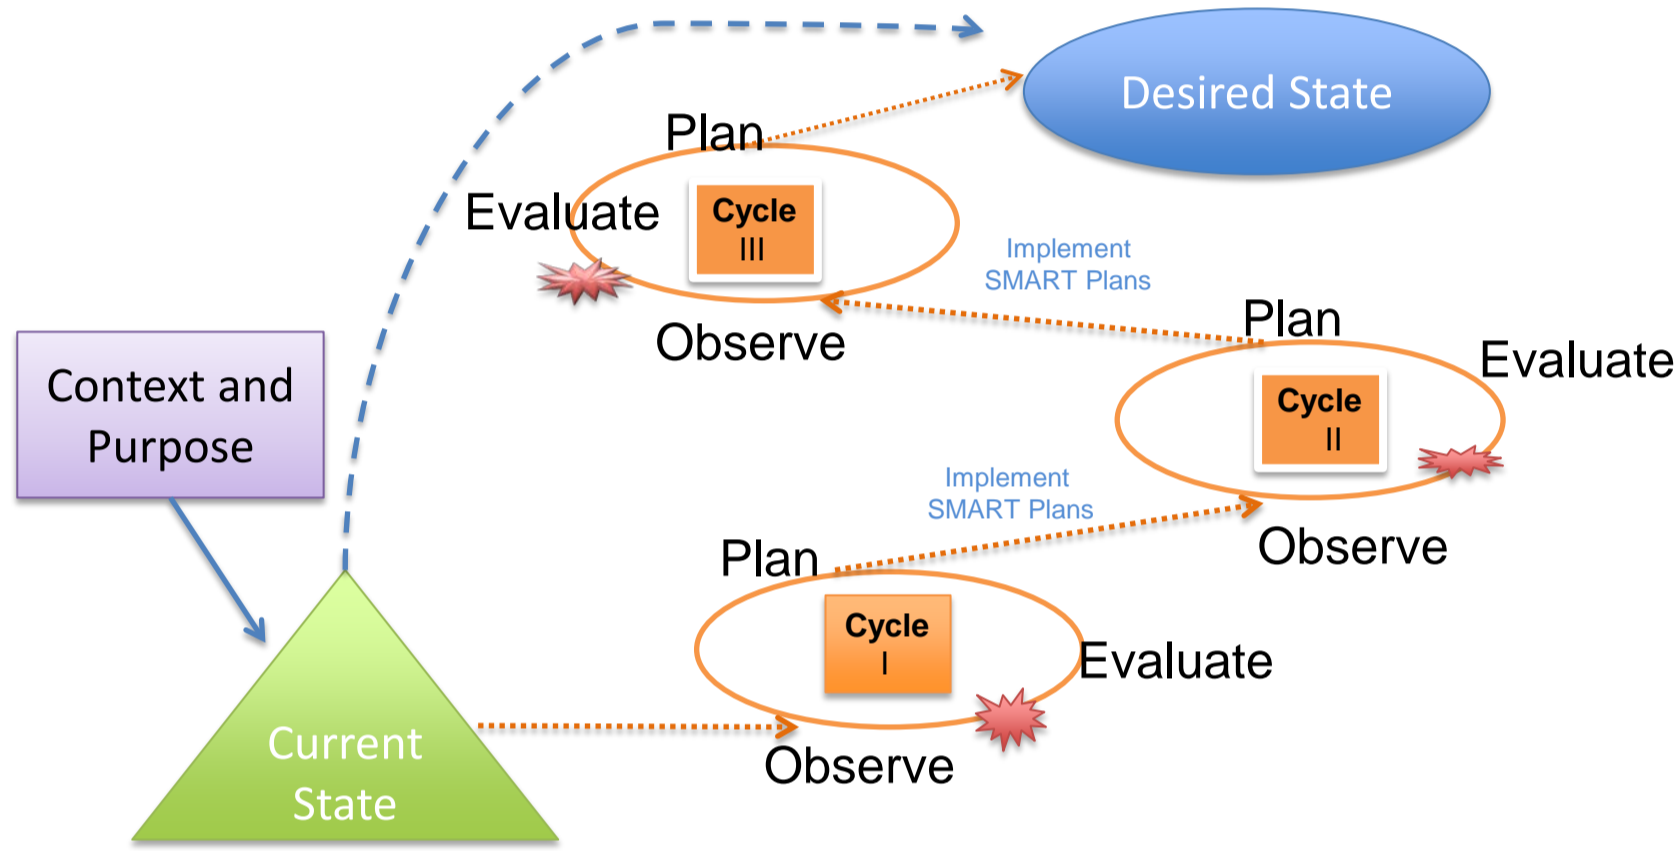 Desired State
Plan
Evaluate
Cycle
III
Observe
Implement
SMART Plans
Plan
Evaluate
Cycle
II
Observe
Context and
Purpose
Implement
SMART Plans
Plan
Cycle
I
Evaluate
Observe
Current
State